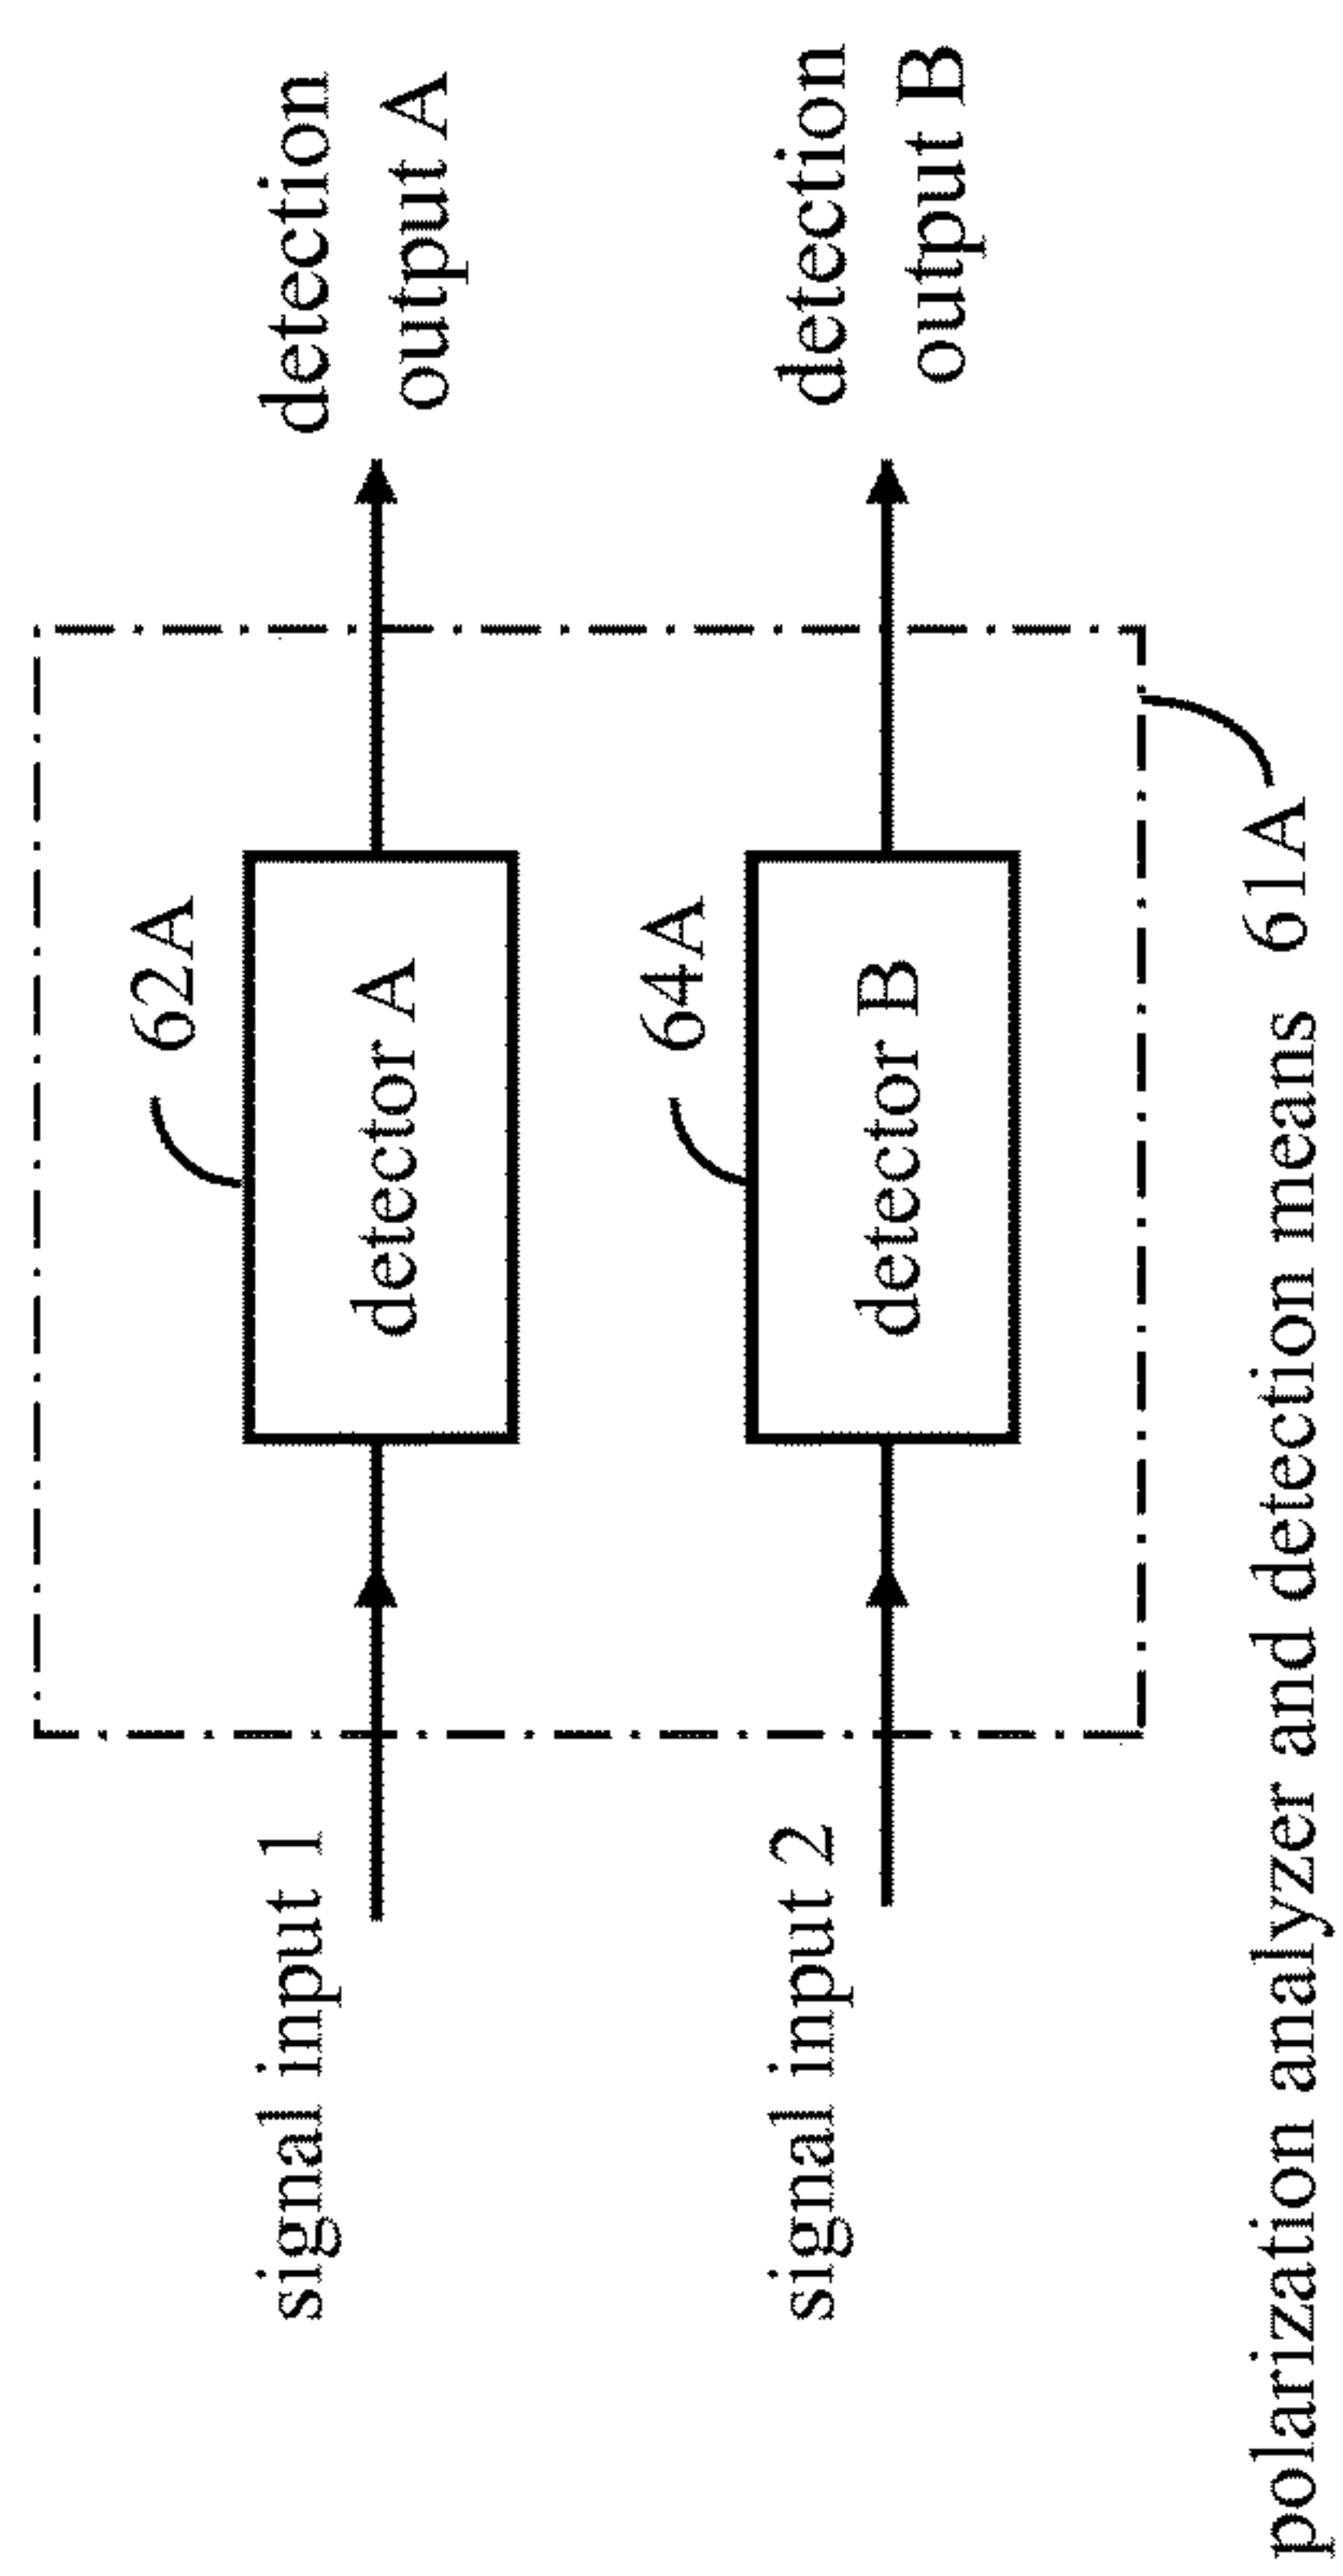 signal input 1
62A
detector A
detection
output A
signal input 2
64A
detector B
detection
output B
polarization analyzer and detection means 61A